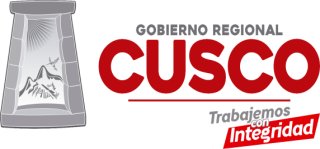 GOBIERNO REGIONAL
CUSCO
Trabajemos
con
Integridad